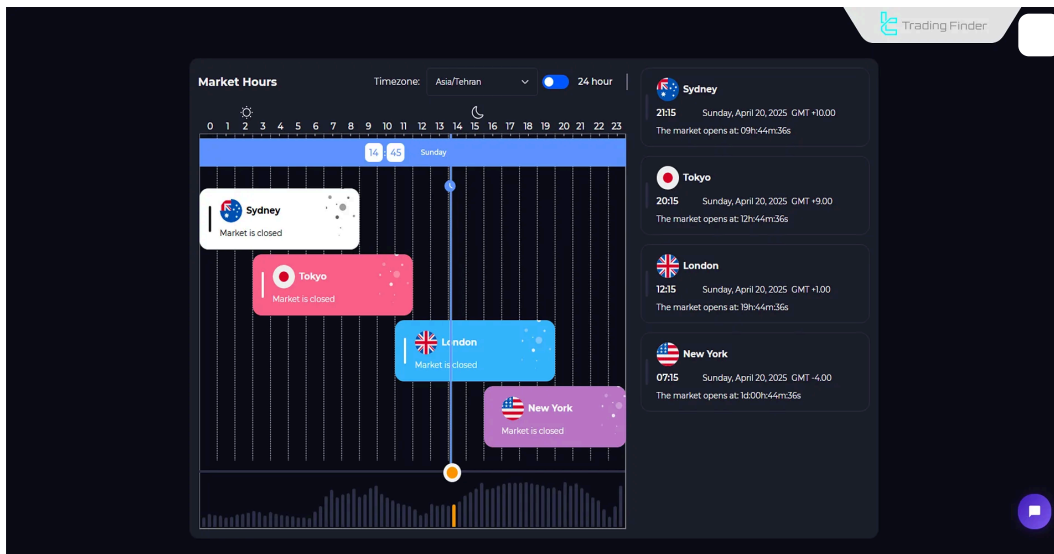 Trading Finder
Market Hours
Timezone: Asia/Tehran 24 hour
0 1 2 3 4 5 6 7 8 9 10 11 12 13 14 15 16 17 18 19 20 21 22 23
14 : 45 Sunday
Sydney
Market is closed
Tokyo
Market is closed
London
Market is closed
New York
Market is closed
Sydney
21:15 Sunday, April 20, 2025 GMT +10.00
The market opens at: 09h:44m:36s
Tokyo
20:15 Sunday, April 20, 2025 GMT +9.00
The market opens at: 12h:44m:36s
London
12:15 Sunday, April 20, 2025 GMT +1.00
The market opens at: 19h:44m:36s
New York
07:15 Sunday, April 20, 2025 GMT -4.00
The market opens at: 1d:00h:44m:36s